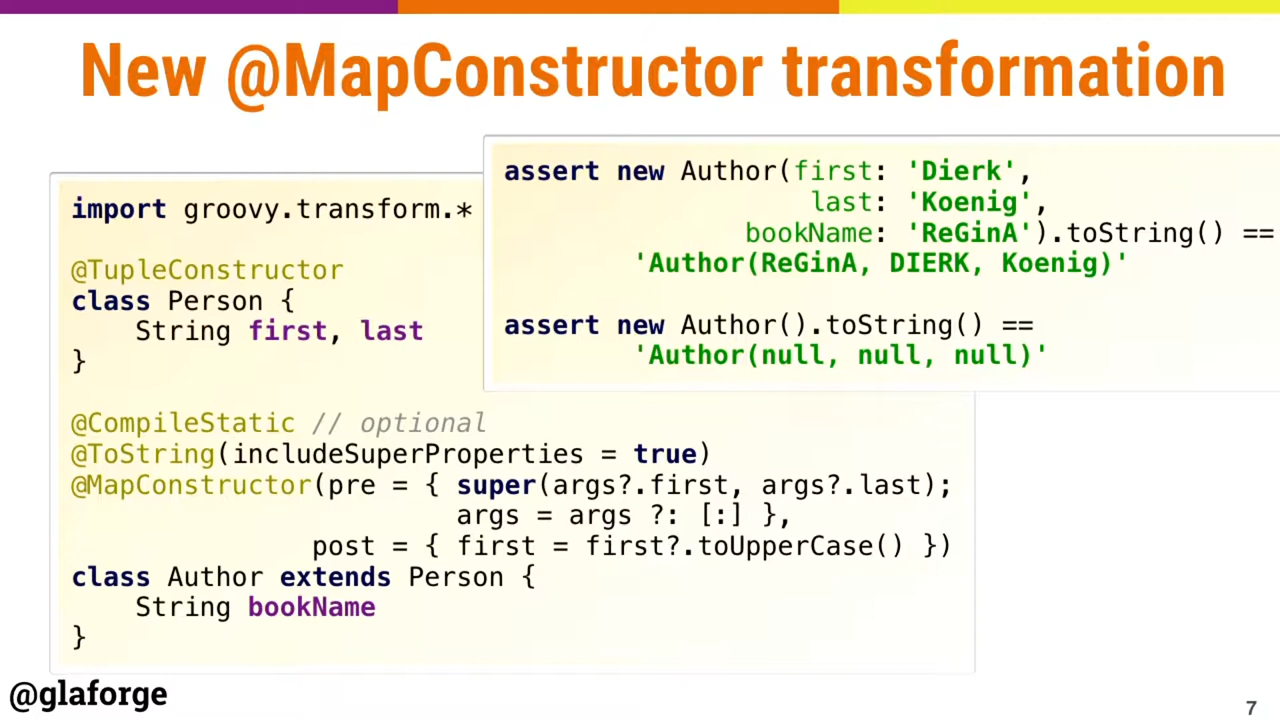 New @MapConstructor transformation
import groovy.transform.*

@TupleConstructor
class Person {
    String first, last
}

@CompileStatic // optional
@ToString(includeSuperProperties = true)
@MapConstructor(pre = { super(args?.first, args?.last);
                        args = args ?: [:] },
               post = { first = first?.toUpperCase() })
class Author extends Person {
    String bookName
}
assert new Author(first: 'Dierk',
                   last: 'Koenig',
               bookName: 'ReGinA').toString() ==
        'Author(ReGinA, DIERK, Koenig)'

assert new Author().toString() ==
        'Author(null, null, null)'
@glaforge
7